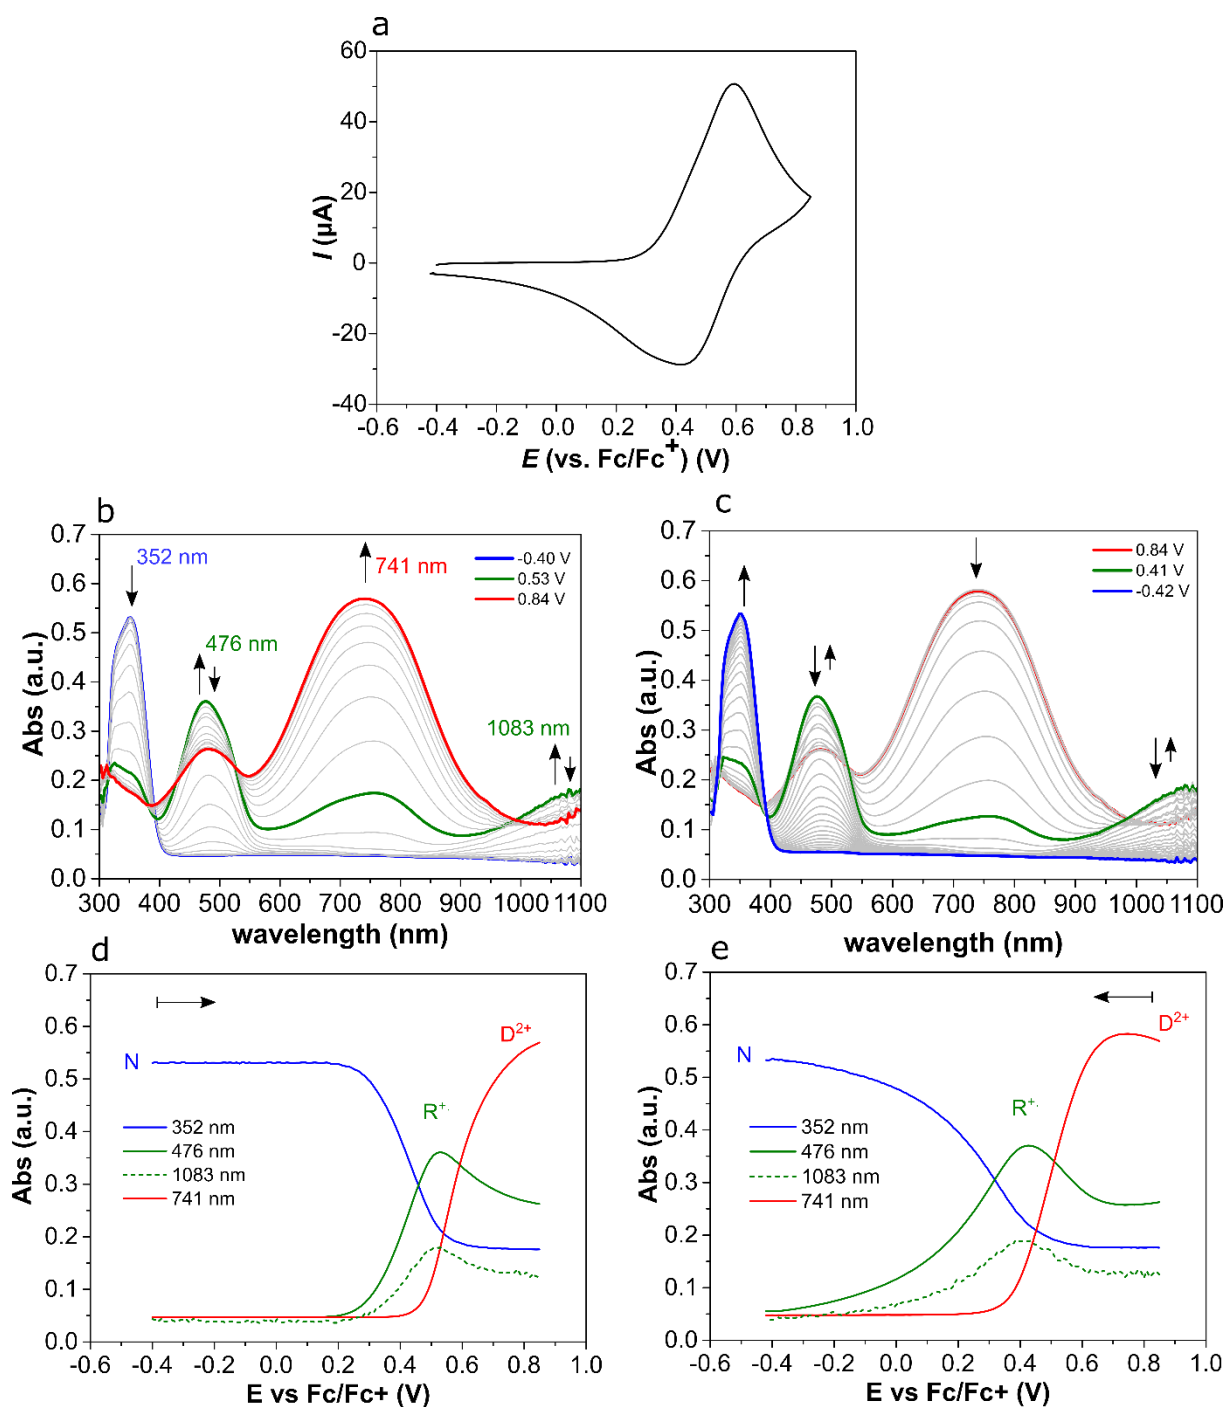 a
60
40
20
0
-20
-40
I (µA)
-0.6 -0.4 -0.2 0.0 0.2 0.4 0.6 0.8 1.0
E (vs. Fc/Fc+) (V)
b
0.7
0.6
0.5
0.4
0.3
0.2
0.1
0.0
Abs (a.u.)
352 nm
476 nm
741 nm
1083 nm
-0.40 V
0.53 V
0.84 V
300 400 500 600 700 800 900 1000 1100
wavelength (nm)
c
0.7
0.6
0.5
0.4
0.3
0.2
0.1
0.0
Abs (a.u.)
0.84 V
0.41 V
-0.42 V
300 400 500 600 700 800 900 1000 1100
wavelength (nm)
d
0.7
0.6
0.5
0.4
0.3
0.2
0.1
0.0
Abs (a.u.)
N
R+.
D2+
352 nm
476 nm
1083 nm
741 nm
-0.6 -0.4 -0.2 0.0 0.2 0.4 0.6 0.8 1.0
E vs Fc/Fc+ (V)
e
0.7
0.6
0.5
0.4
0.3
0.2
0.1
0.0
Abs (a.u.)
N
R+.
D2+
352 nm
476 nm
1083 nm
741 nm
-0.6 -0.4 -0.2 0.0 0.2 0.4 0.6 0.8 1.0
E vs Fc/Fc+ (V)